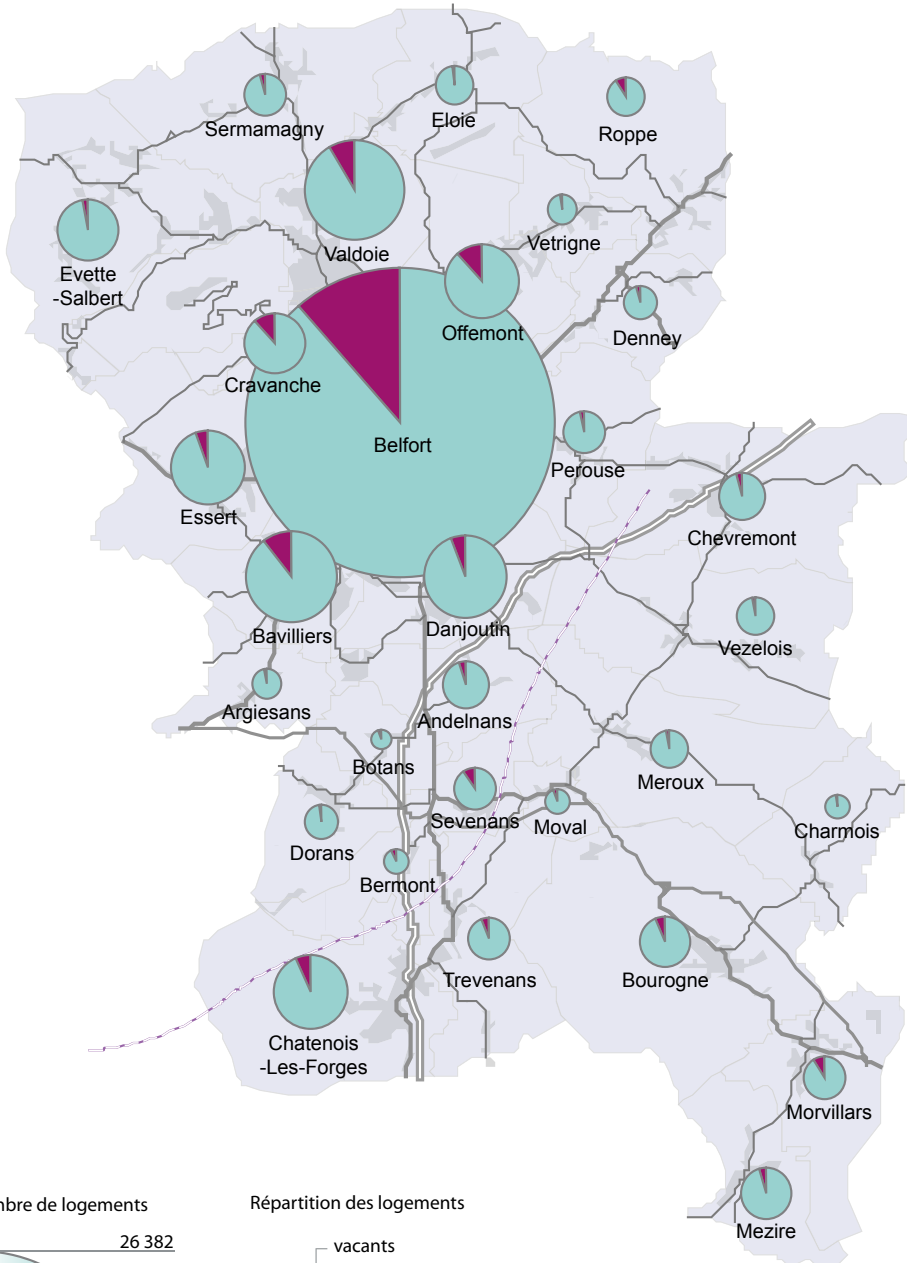 Sermamagny
Eloie
Roppe
Valdoie
Vetrigne
Evette
-Salbert
Offemont
Denney
Cravanche
Belfort
Perouse
Essert
Chevremont
Bavilliers
Danjoutin
Vezelois
Argiesans
Andelnans
Botans
Meroux
Sevenans
Moval
Charmois
Dorans
Bermont
Trevenans
Bourogne
Chatenois
-Les-Forges
Morvillars
Mezire
mbre de logements
Répartition des logements
26 382
vacants